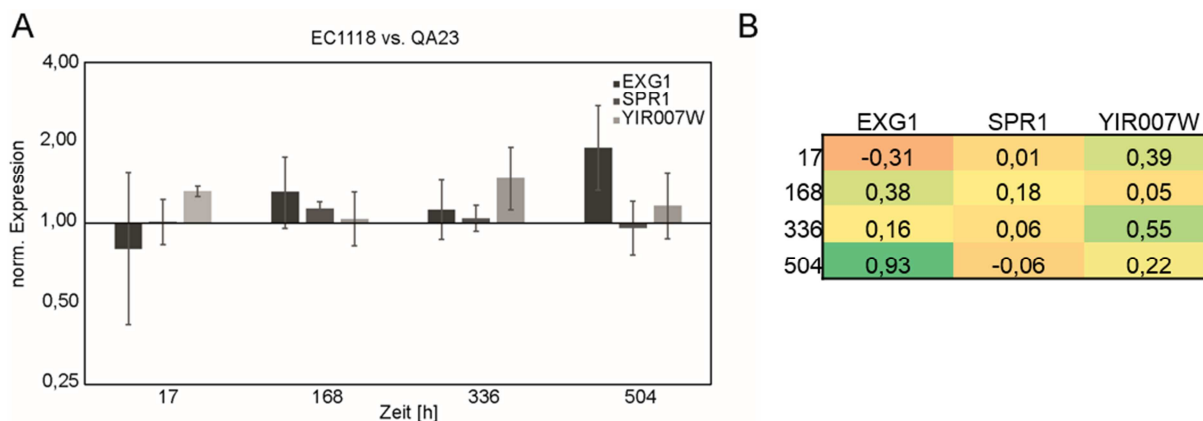 A
EC1118 vs. QA23
norm. Expression
4,00
2,00
1,00
0,50
0,25
EXG1
SPR1
YIR007W
17 168 336 504
Zeit [h]
B
EXG1 SPR1 YIR007W
17 -0,31 0,01 0,39
168 0,38 0,18 0,05
336 0,16 0,06 0,55
504 0,93 -0,06 0,22